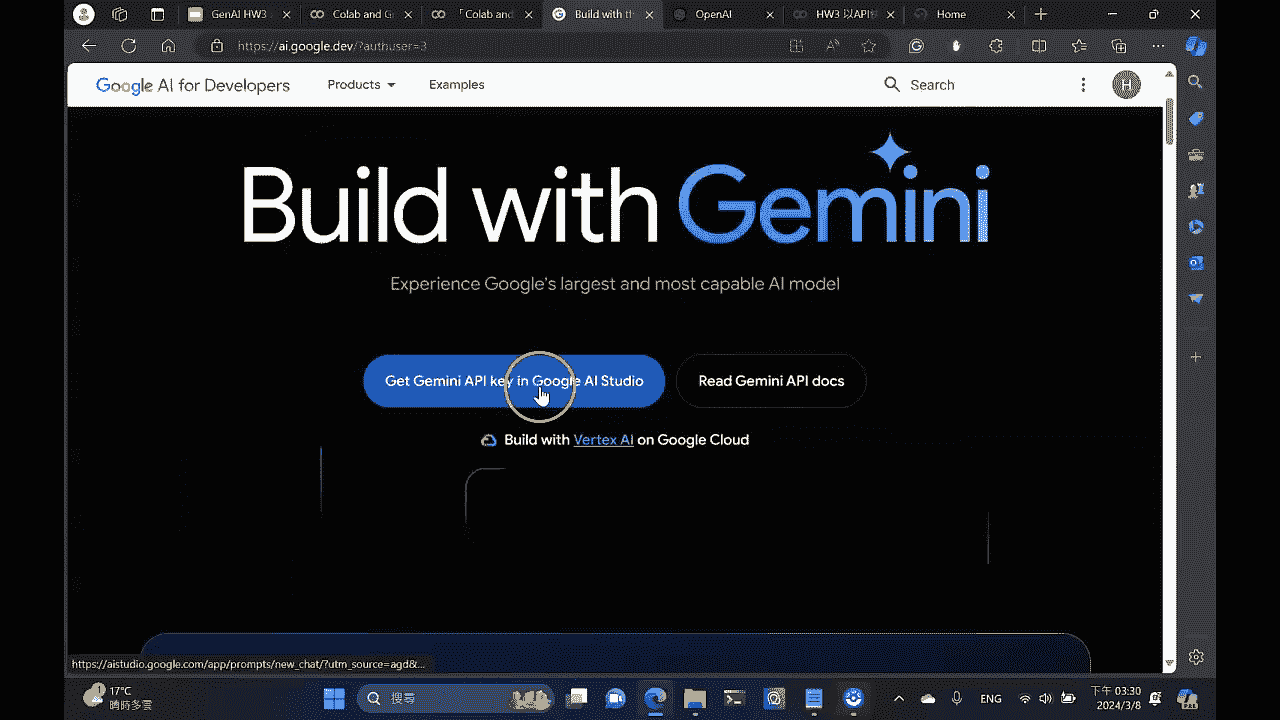 GenAI HW3
Colab and Gr
「Colab and
Build with th
OpenAI
HW3 以API
Home
https://ai.google.dev/?authuser=3
Google AI for Developers
Products
Examples
Search
H
Build with Gemini
Experience Google's largest and most capable AI model
Get Gemini API key in Google AI Studio
Read Gemini API docs
Build with Vertex AI on Google Cloud
https://aistudio.google.com/app/prompts/new_chat/?utm_source=agd&...
17°C
搜尋
ENG
下午 03:30
2024/3/8